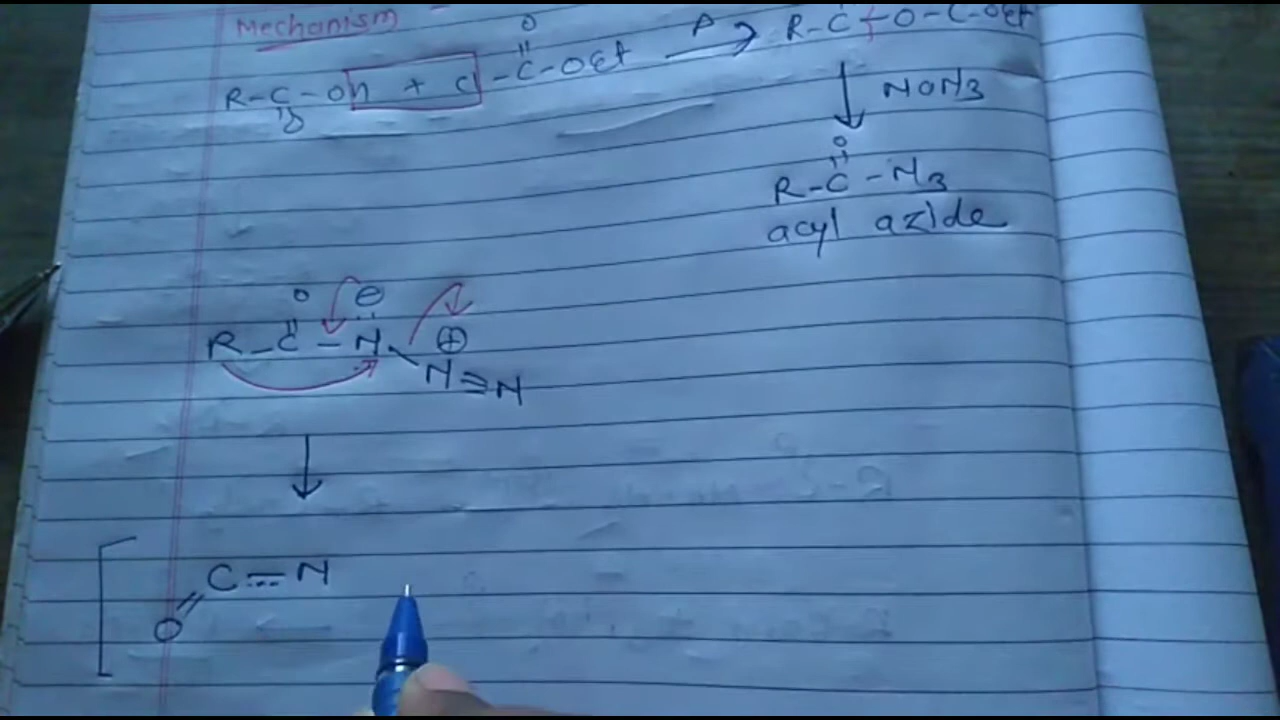 Mechanism
R-C-OH + Cl-C-OEt
O
O
R-C-O-C-OEt
NaN3
O
R-C-N3
acyl azide
O ⊖
R-C-N
⊕
N≡N
C=N
O